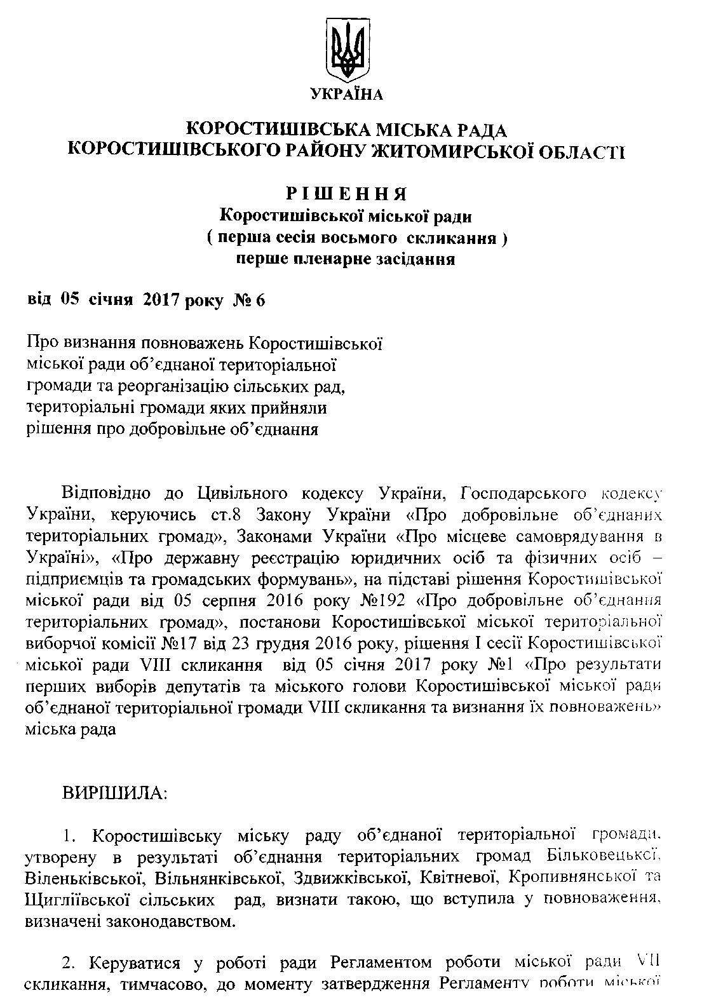 УКРАЇНА
КОРОСТИШІВСЬКА МІСЬКА РАДА
КОРОСТИШІВСЬКОГО РАЙОНУ ЖИТОМИРСЬКОЇ ОБЛАСТІ
Р І Ш Е Н Н Я
Коростишівської міської ради
( перша сесія восьмого скликання )
перше пленарне засідання
від 05 січня 2017 року № 6
Про визнання повноважень Коростишівської
міської ради об’єднаної територіальної
громади та реорганізацію сільських рад,
територіальні громади яких прийняли
рішення про добровільне об’єднання
Відповідно до Цивільного кодексу України, Господарського кодексу
України, керуючись ст.8 Закону України «Про добровільне об’єднаних
територіальних громад», Законами України «Про місцеве самоврядування в
Україні», «Про державну реєстрацію юридичних осіб та фізичних осіб –
підприємців та громадських формувань», на підставі рішення Коростишівської
міської ради від 05 серпня 2016 року №192 «Про добровільне об’єднання
територіальних громад», постанови Коростишівської міської територіальної
виборчої комісії №17 від 23 грудня 2016 року, рішення І сесії Коростишівської
міської ради VIII скликання від 05 січня 2017 року №1 «Про результати
перших виборів депутатів та міського голови Коростишівської міської ради
об’єднаної територіальної громади VIII скликання та визнання їх повноважень»
міська рада
ВИРІШИЛА:
1. Коростишівську міську раду об’єднаної територіальної громади,
утворену в результаті об’єднання територіальних громад Більковецької,
Віленьківської, Вільнянківської, Здвижківської, Квітневої, Кропивнянської та
Щигліївської сільських рад, визнати такою, що вступила у повноваження,
визначені законодавством.
2. Керуватися у роботі ради Регламентом роботи міської ради VII
скликання, тимчасово, до моменту затвердження Регламенту роботи міської